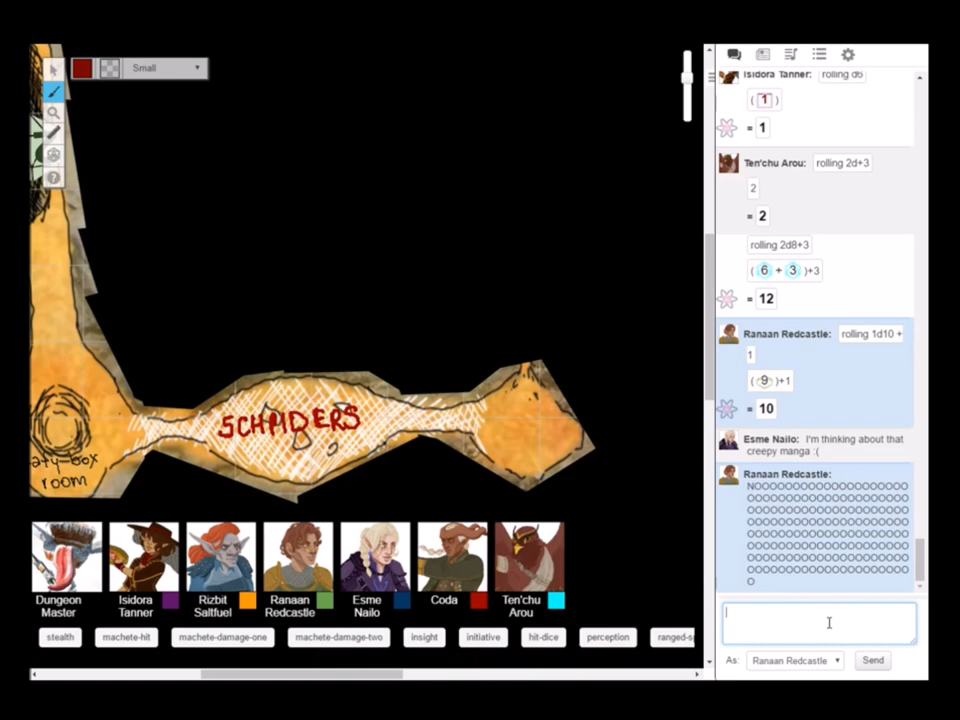 Small
Isidora Tanner: rolling d6
( 1 )
= 1
Ten'chu Arou: rolling 2d+3
2
= 2
rolling 2d8+3
( 6 + 3 )+3
= 12
Ranaan Redcastle: rolling 1d10 +
1
( 9 )+1
= 10
Esme Nailo: I'm thinking about that
creepy manga :(
Ranaan Redcastle:
NOOOOOOOOOOOOOOOOOOOO
OOOOOOOOOOOOOOOOOOOOO
OOOOOOOOOOOOOOOOOOOOO
OOOOOOOOOOOOOOOOOOOOO
OOOOOOOOOOOOOOOOOOOOO
OOOOOOOOOOOOOOOOOOOOO
OOOOOOOOOOOOOOOOOOOOO
OOOOOOOOOOOOOOOOOOOOO
O
SCHPIDERS
aty-box
room
Dungeon
Master
Isidora
Tanner
Rizbit
Saltfuel
Ranaan
Redcastle
Esme
Nailo
Coda
Ten'chu
Arou
stealth
machete-hit
machete-damage-one
machete-damage-two
insight
initiative
hit-dice
perception
ranged-s
As:
Ranaan Redcastle
Send